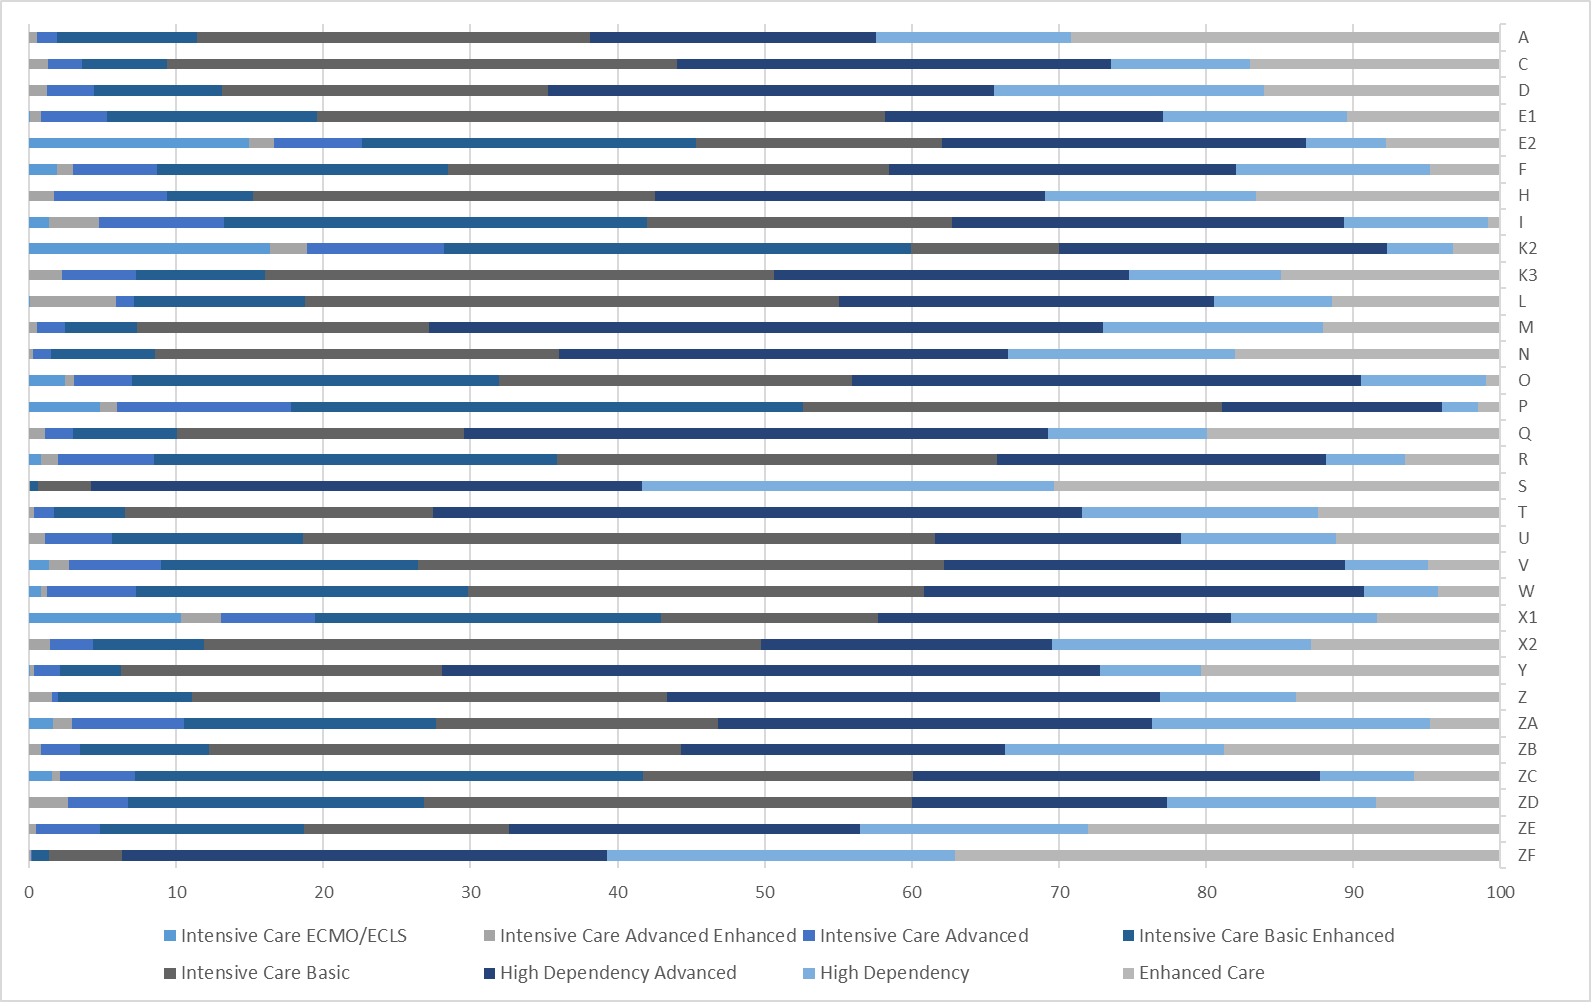 A
C
D
E1
E2
F
H
I
K2
K3
L
M
N
O
P
Q
R
S
T
U
V
W
X1
X2
Y
Z
ZA
ZB
ZC
ZD
ZE
ZF
0 10 20 30 40 50 60 70 80 90 100
Intensive Care ECMO/ECLS Intensive Care Advanced Enhanced Intensive Care Advanced Intensive Care Basic Enhanced
Intensive Care Basic High Dependency Advanced High Dependency Enhanced Care